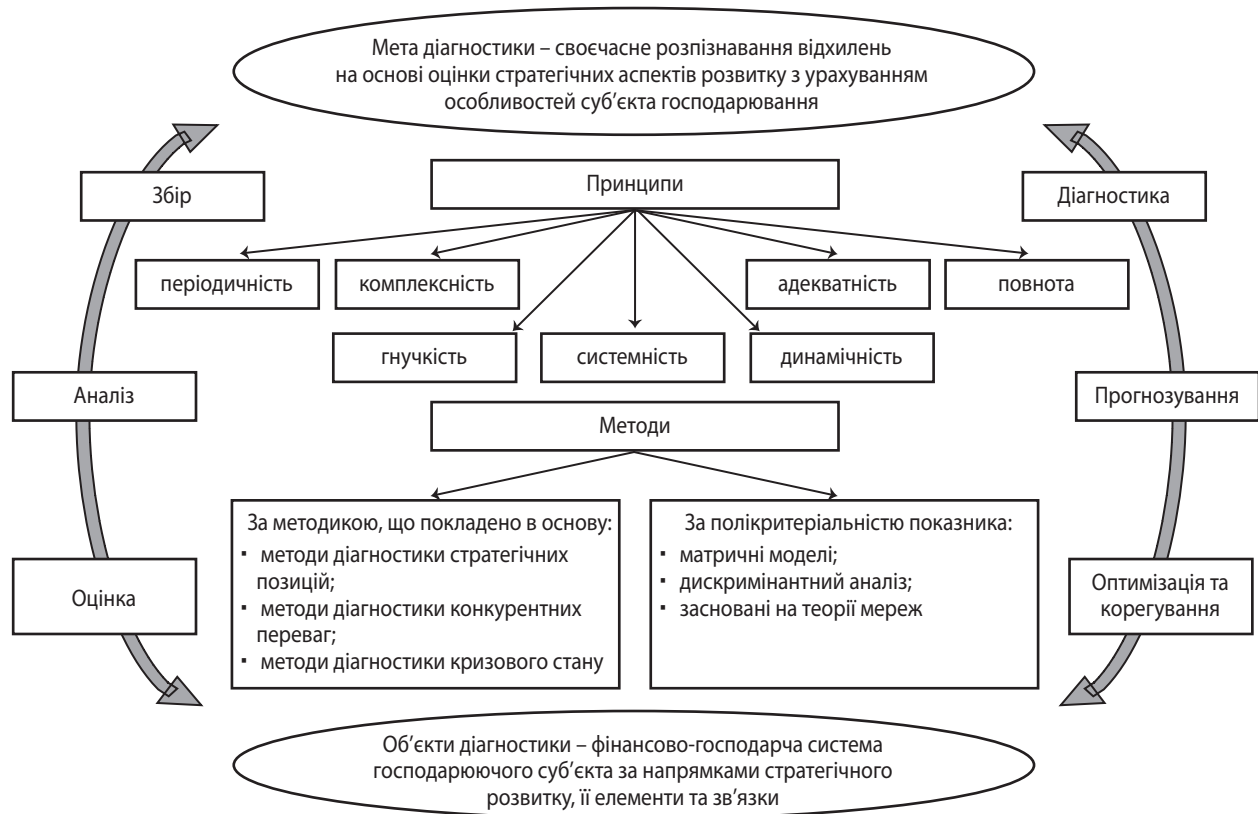 Мета діагностики – своєчасне розпізнавання відхилень
на основі оцінки стратегічних аспектів розвитку з урахуванням
особливостей суб’єкта господарювання
Збір
Принципи
Діагностика
періодичність
комплексність
адекватність
повнота
гнучкість
системність
динамічність
Аналіз
Прогнозування
Методи
За методикою, що покладено в основу:
▪ методи діагностики стратегічних
позицій;
▪ методи діагностики конкурентних
переваг;
▪ методи діагностики кризового стану
За полікритеріальністю показника:
▪ матричні моделі;
▪ дискримінантний аналіз;
▪ засновані на теорії мереж
Оцінка
Оптимізація та
корегування
Об’єкти діагностики – фінансово-господарча система
господарюючого суб’єкта за напрямками стратегічного
розвитку, її елементи та зв’язки